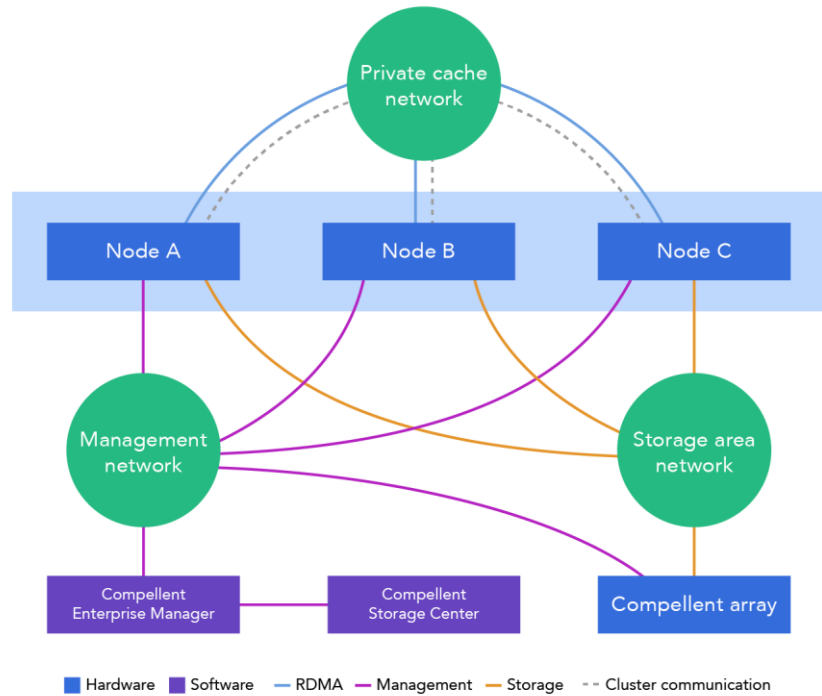 Private cache
network
Node A
Node B
Node C
Management
network
Storage area
network
Compellent
Enterprise Manager
Compellent
Storage Center
Compellent array
Hardware
Software
RDMA
Management
Storage
Cluster communication